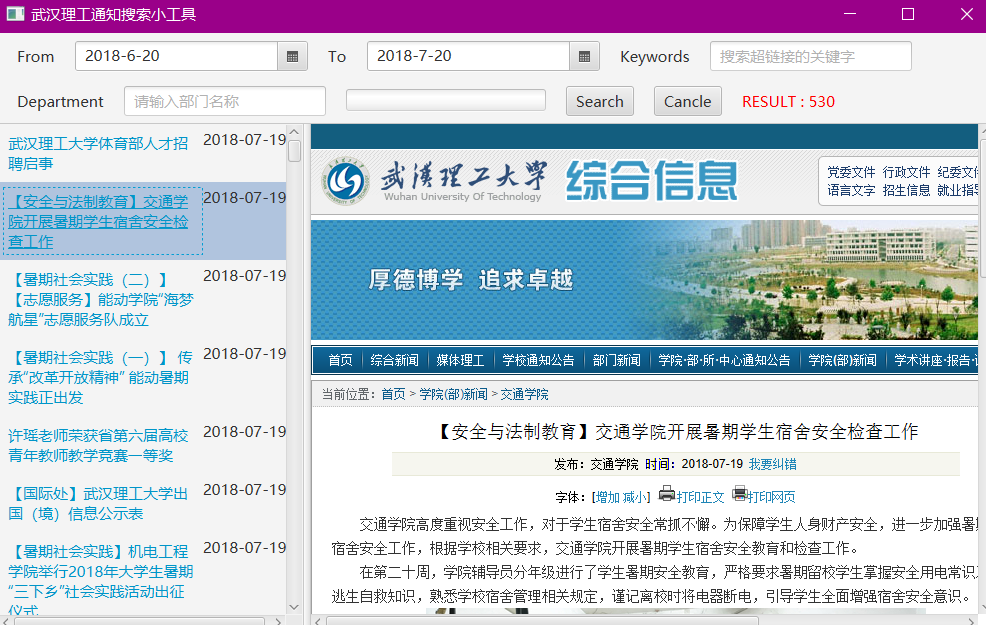 武汉理工通知搜索小工具
From 2018-6-20 To 2018-7-20 Keywords 搜索超链接的关键字
Department 请输入部门名称 Search Cancle RESULT : 530
武汉理工大学体育部人才招 2018-07-19
聘启事
【安全与法制教育】交通学 2018-07-19
院开展暑期学生宿舍安全检
查工作
【暑期社会实践（二）】 2018-07-19
【志愿服务】能动学院“海梦
航星”志愿服务队成立
【暑期社会实践（一）】 传 2018-07-19
承“改革开放精神” 能动暑期
实践正出发
许瑶老师荣获省第六届高校 2018-07-19
青年教师教学竞赛一等奖
【国际处】武汉理工大学出 2018-07-19
国（境）信息公示表
【暑期社会实践】机电工程 2018-07-19
学院举行2018年大学生暑期
“三下乡”社会实践活动出征
仪式
武汉理工大学 综合信息
Wuhan University Of Technology
党委文件 行政文件 纪委文件
语言文字 招生信息 就业指导
厚德博学 追求卓越
首页 综合新闻 媒体理工 学校通知公告 部门新闻 学院·部·所·中心通知公告 学院(部)新闻 学术讲座·报告·
当前位置： 首页 > 学院(部)新闻 > 交通学院
【安全与法制教育】交通学院开展暑期学生宿舍安全检查工作
发布：交通学院 时间：2018-07-19 我要纠错
字体：[增加 减小] 打印正文 打印网页
交通学院高度重视安全工作，对于学生宿舍安全常抓不懈。为保障学生人身财产安全，进一步加强暑
宿舍安全工作，根据学校相关要求，交通学院开展暑期学生宿舍安全教育和检查工作。
在第二十周，学院辅导员分年级进行了学生暑期安全教育，严格要求暑期留校学生掌握安全用电常识
逃生自救知识，熟悉学校宿舍管理相关规定，谨记离校时将电器断电，引导学生全面增强宿舍安全意识。